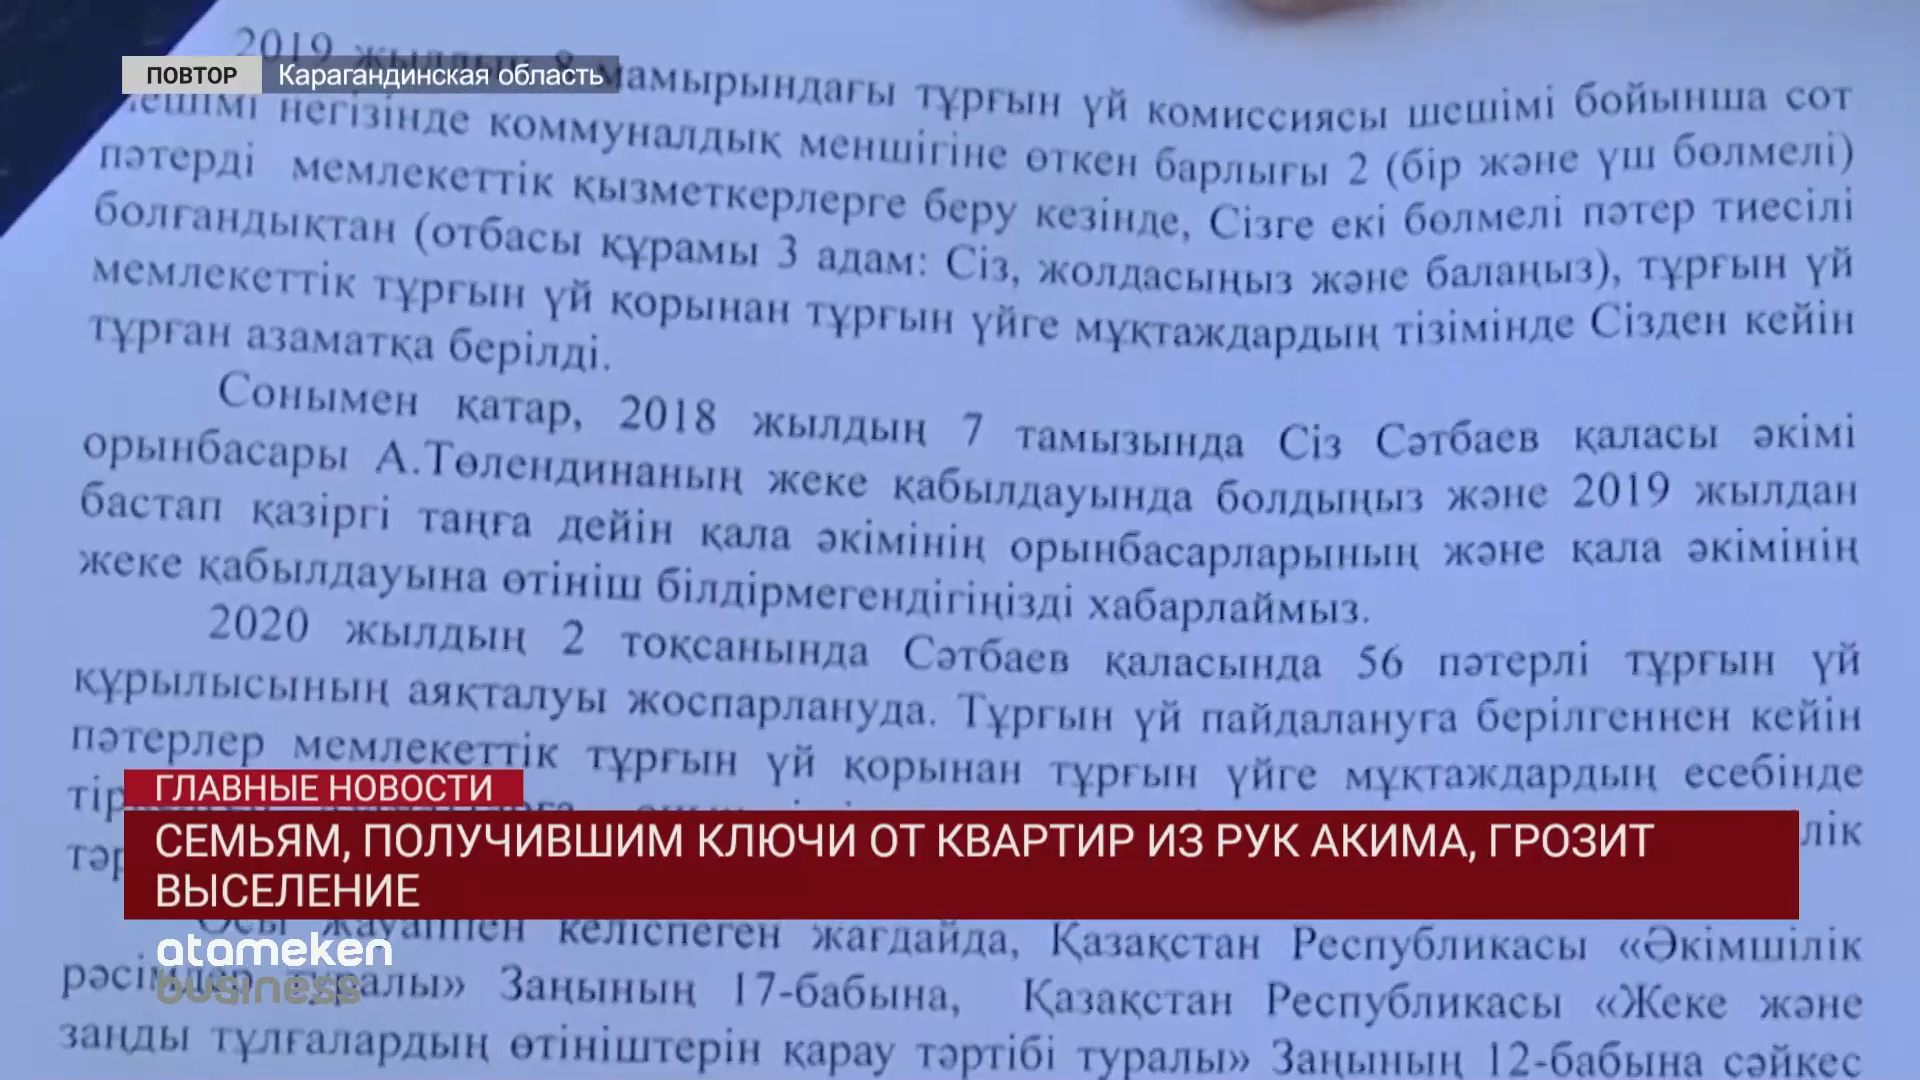 ПОВТОР Карагандинская область
2019 жылдың 8 мамырындағы тұрғын үй комиссиясы шешімі бойынша сот
шешімі негізінде коммуналдық меншігіне өткен барлығы 2 (бір және үш бөлмелі)
пәтерді мемлекеттік қызметкерлерге беру кезінде, Сізге екі бөлмелі пәтер тиесілі
болғандықтан (отбасы құрамы 3 адам: Сіз, жолдасыңыз және балаңыз), тұрғын үй
мемлекеттік тұрғын үй қорынан тұрғын үйге мұқтаждардың тізімінде Сізден кейін
тұрған азаматқа берілді.
Сонымен қатар, 2018 жылдың 7 тамызында Сіз Сәтбаев қаласы әкімі
орынбасары А.Төлендинаның жеке қабылдауында болдыңыз және 2019 жылдан
бастап қазіргі таңға дейін қала әкімінің орынбасарларының және қала әкімінің
жеке қабылдауына өтініш білдірмегендігіңізді хабарлаймыз.
2020 жылдың 2 тоқсанында Сәтбаев қаласында 56 пәтерлі тұрғын үй
құрылысының аяқталуы жоспарлануда. Тұрғын үй пайдалануға берілгеннен кейін
пәтерлер мемлекеттік тұрғын үй қорынан тұрғын үйге мұқтаждардың есебінде
ГЛАВНЫЕ НОВОСТИ
СЕМЬЯМ, ПОЛУЧИВШИМ КЛЮЧИ ОТ КВАРТИР ИЗ РУК АКИМА, ГРОЗИТ
ВЫСЕЛЕНИЕ
Осы жауаппен келіспеген жағдайда, Қазақстан Республикасы «Әкімшілік
рәсімдер туралы» Заңының 17-бабына, Қазақстан Республикасы «Жеке және
заңды тұлғалардың өтініштерін қарау тәртібі туралы» Заңының 12-бабына сәйкес
atameken
business